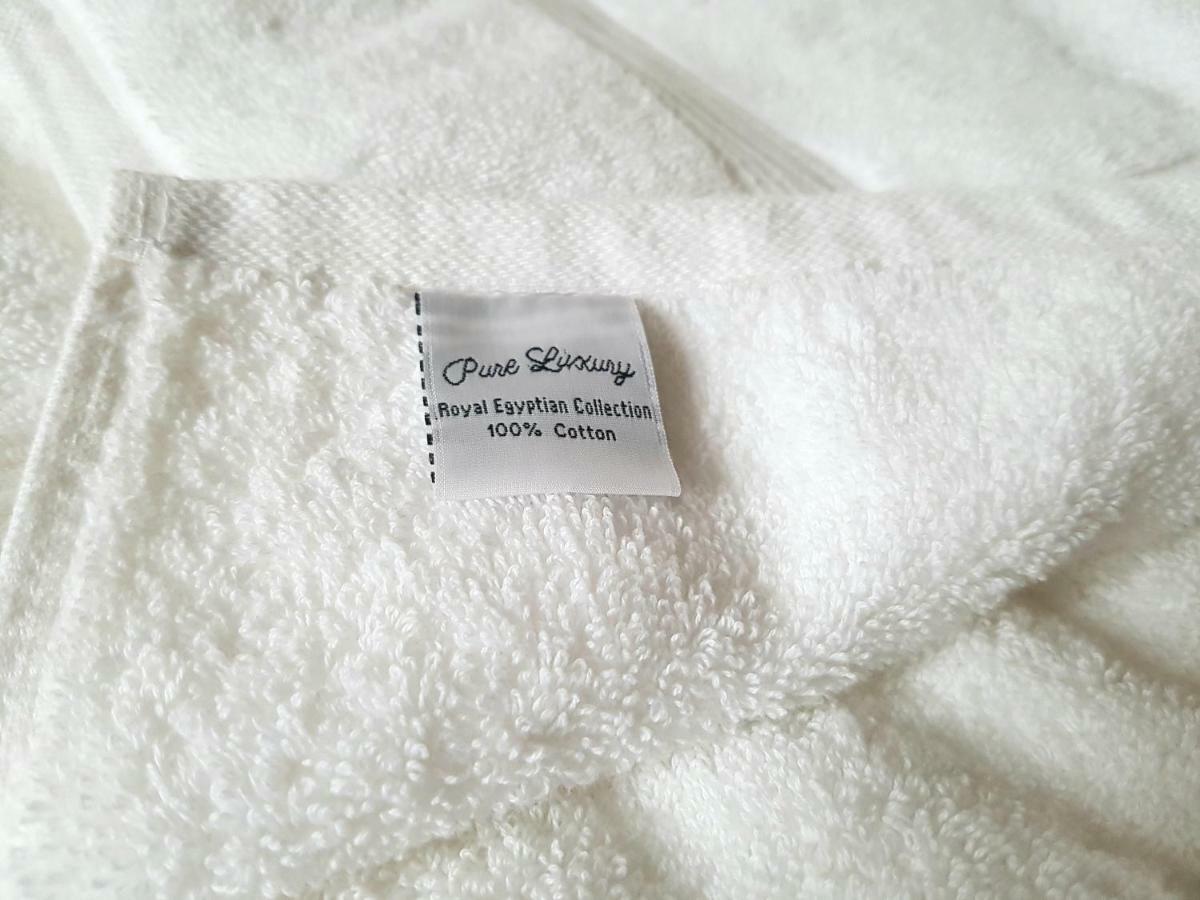 Pure Luxury
Royal Egyptian Collection
100% Cotton